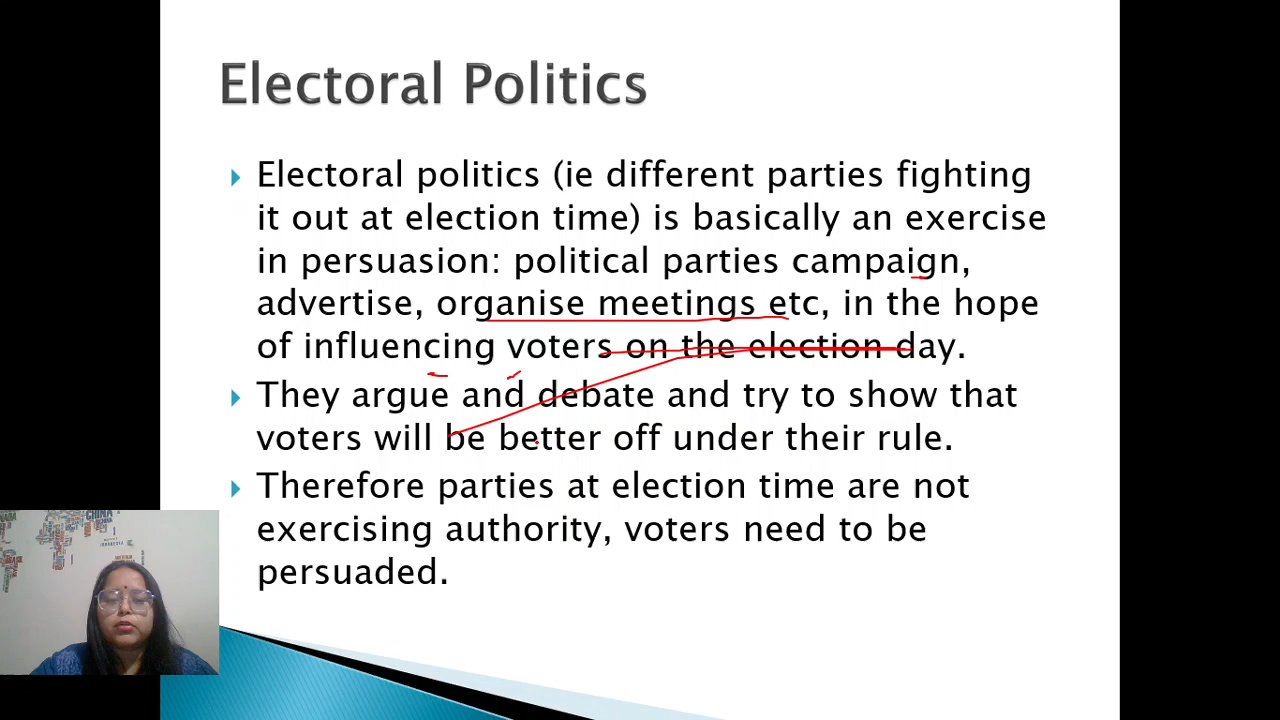 Electoral Politics
Electoral politics (ie different parties fighting
it out at election time) is basically an exercise
in persuasion: political parties campaign,
advertise, organise meetings etc, in the hope
of influencing voters on the election day.
They argue and debate and try to show that
voters will be better off under their rule.
Therefore parties at election time are not
exercising authority, voters need to be
persuaded.
CHINA